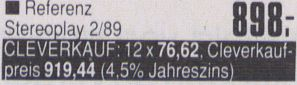 ■ Referenz
Stereoplay 2/89
898.-
CLEVERKAUF: 12 x 76,62, Cleverkauf-
preis 919,44 (4,5% Jahreszins)